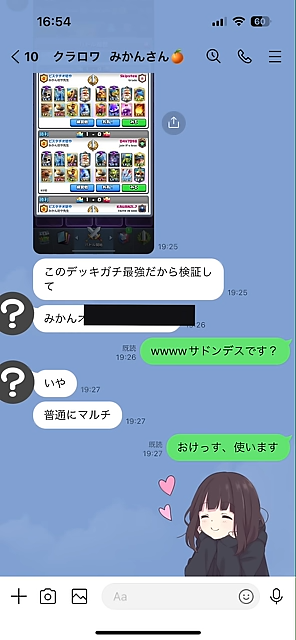 16:54
60
10 クラロワ みかんさん🍊
1 - 0
19:25
このデッキガチ最強だから検証し
て
19:25
みかん
26
既読
19:26
wwwwサドンデスです？
いや
19:27
普通にマルチ
19:27
既読
19:27
おけっす、使います
Aa